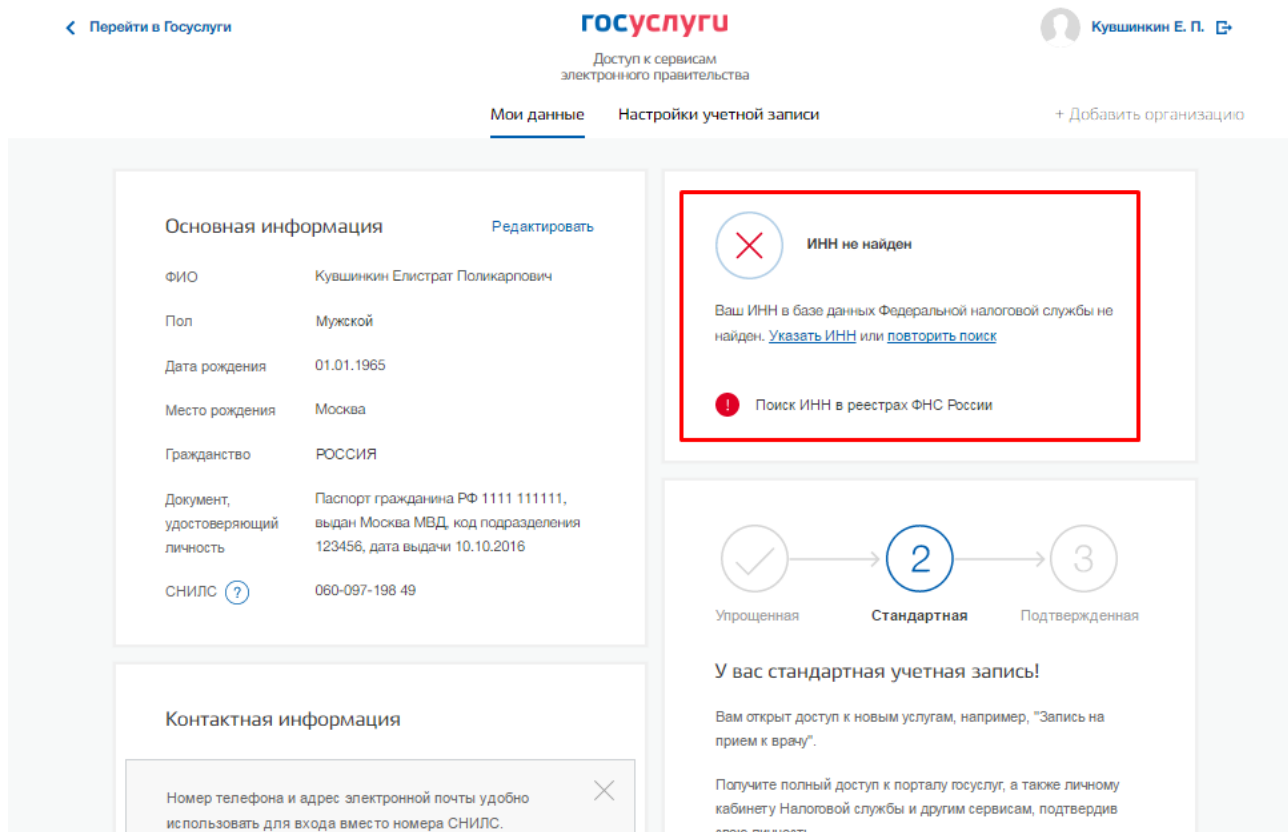 Перейти в Госуслуги
госуслуги
Кувшинкин Е. П.
Доступ к сервисам
электронного правительства
Мои данные
Настройки учетной записи
+ Добавить организацию
Основная информация
Редактировать
ФИО
Кувшинкин Елистрат Поликарпович
Пол
Мужской
Дата рождения
01.01.1965
Место рождения
Москва
Гражданство
РОССИЯ
Документ,
удостоверяющий
личность
Паспорт гражданина РФ 1111 111111,
выдан Москва МВД, код подразделения
123456, дата выдачи 10.10.2016
СНИЛС ?
060-097-198 49
Контактная информация
Номер телефона и адрес электронной почты удобно
использовать для входа вместо номера СНИЛС.
ИНН не найден
Ваш ИНН в базе данных Федеральной налоговой службы не
найден. Указать ИНН или повторить поиск
! Поиск ИНН в реестрах ФНС России
2
3
Упрощенная
Стандартная
Подтвержденная
У вас стандартная учетная запись!
Вам открыт доступ к новым услугам, например, "Запись на
прием к врачу".
Получите полный доступ к порталу госуслуг, а также личному
кабинету Налоговой службы и другим сервисам, подтвердив